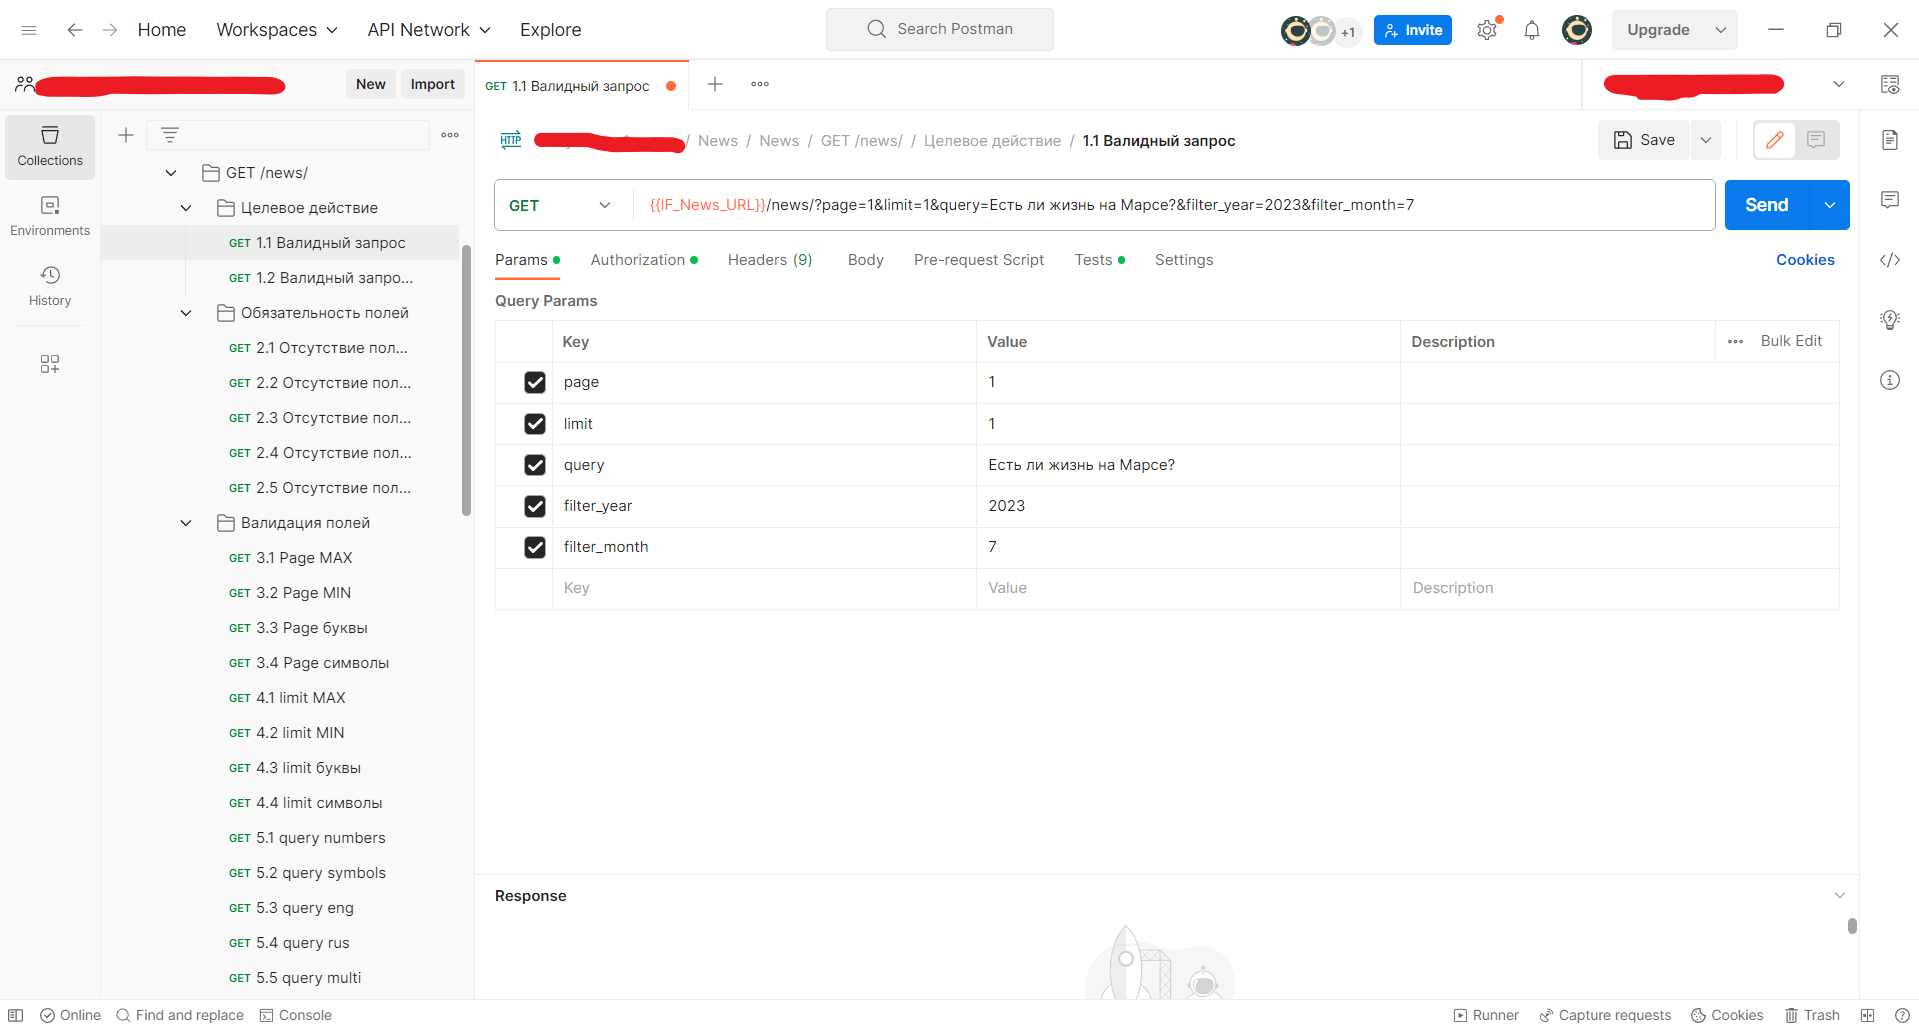 Home Workspaces API Network Explore Search Postman +1 Invite Upgrade
New Import GET 1.1 Валидный запрос
Collections
Environments
History
GET /news/
Целевое действие
GET 1.1 Валидный запрос
GET 1.2 Валидный запро...
Обязательность полей
GET 2.1 Отсутствие пол...
GET 2.2 Отсутствие пол...
GET 2.3 Отсутствие пол...
GET 2.4 Отсутствие пол...
GET 2.5 Отсутствие пол...
Валидация полей
GET 3.1 Page MAX
GET 3.2 Page MIN
GET 3.3 Page буквы
GET 3.4 Page символы
GET 4.1 limit MAX
GET 4.2 limit MIN
GET 4.3 limit буквы
GET 4.4 limit символы
GET 5.1 query numbers
GET 5.2 query symbols
GET 5.3 query eng
GET 5.4 query rus
GET 5.5 query multi
HTTP / News / News / GET /news/ / Целевое действие / 1.1 Валидный запрос Save
GET {{IF_News_URL}}/news/?page=1&limit=1&query=Есть ли жизнь на Марсе?&filter_year=2023&filter_month=7 Send
Params Authorization Headers (9) Body Pre-request Script Tests Settings Cookies
Query Params
Key Value Description Bulk Edit
page 1
limit 1
query Есть ли жизнь на Марсе?
filter_year 2023
filter_month 7
Key Value Description
Response
Online Find and replace Console Runner Capture requests Cookies Trash